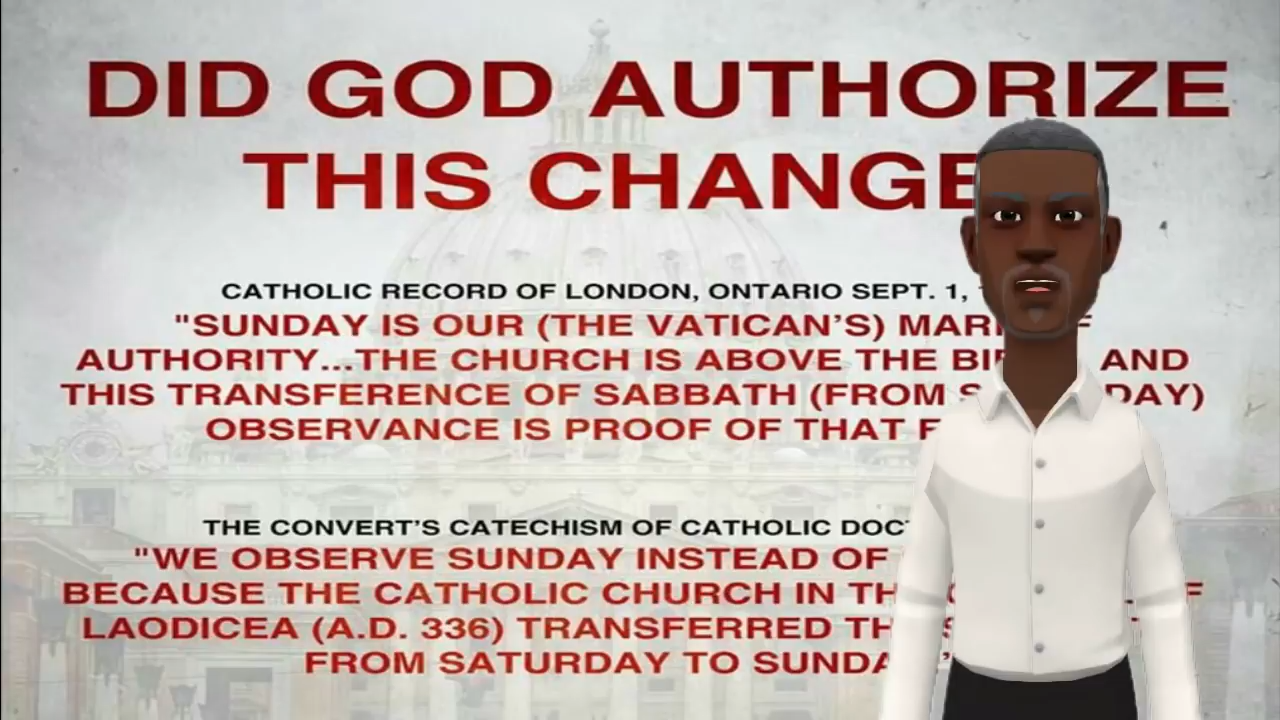 DID GOD AUTHORIZE
THIS CHANGE
CATHOLIC RECORD OF LONDON, ONTARIO SEPT. 1,
"SUNDAY IS OUR (THE VATICAN'S)
AUTHORITY...THE CHURCH IS ABOVE THE AND
THIS TRANSFERENCE OF SABBATH (FROM
OBSERVANCE IS PROOF OF THAT
THE CONVERT'S CATECHISM OF CATHOLIC
"WE OBSERVE SUNDAY INSTEAD OF
BECAUSE THE CATHOLIC CHURCH IN
LAODICEA (A.D. 336) TRANSFERRED
FROM SATURDAY TO